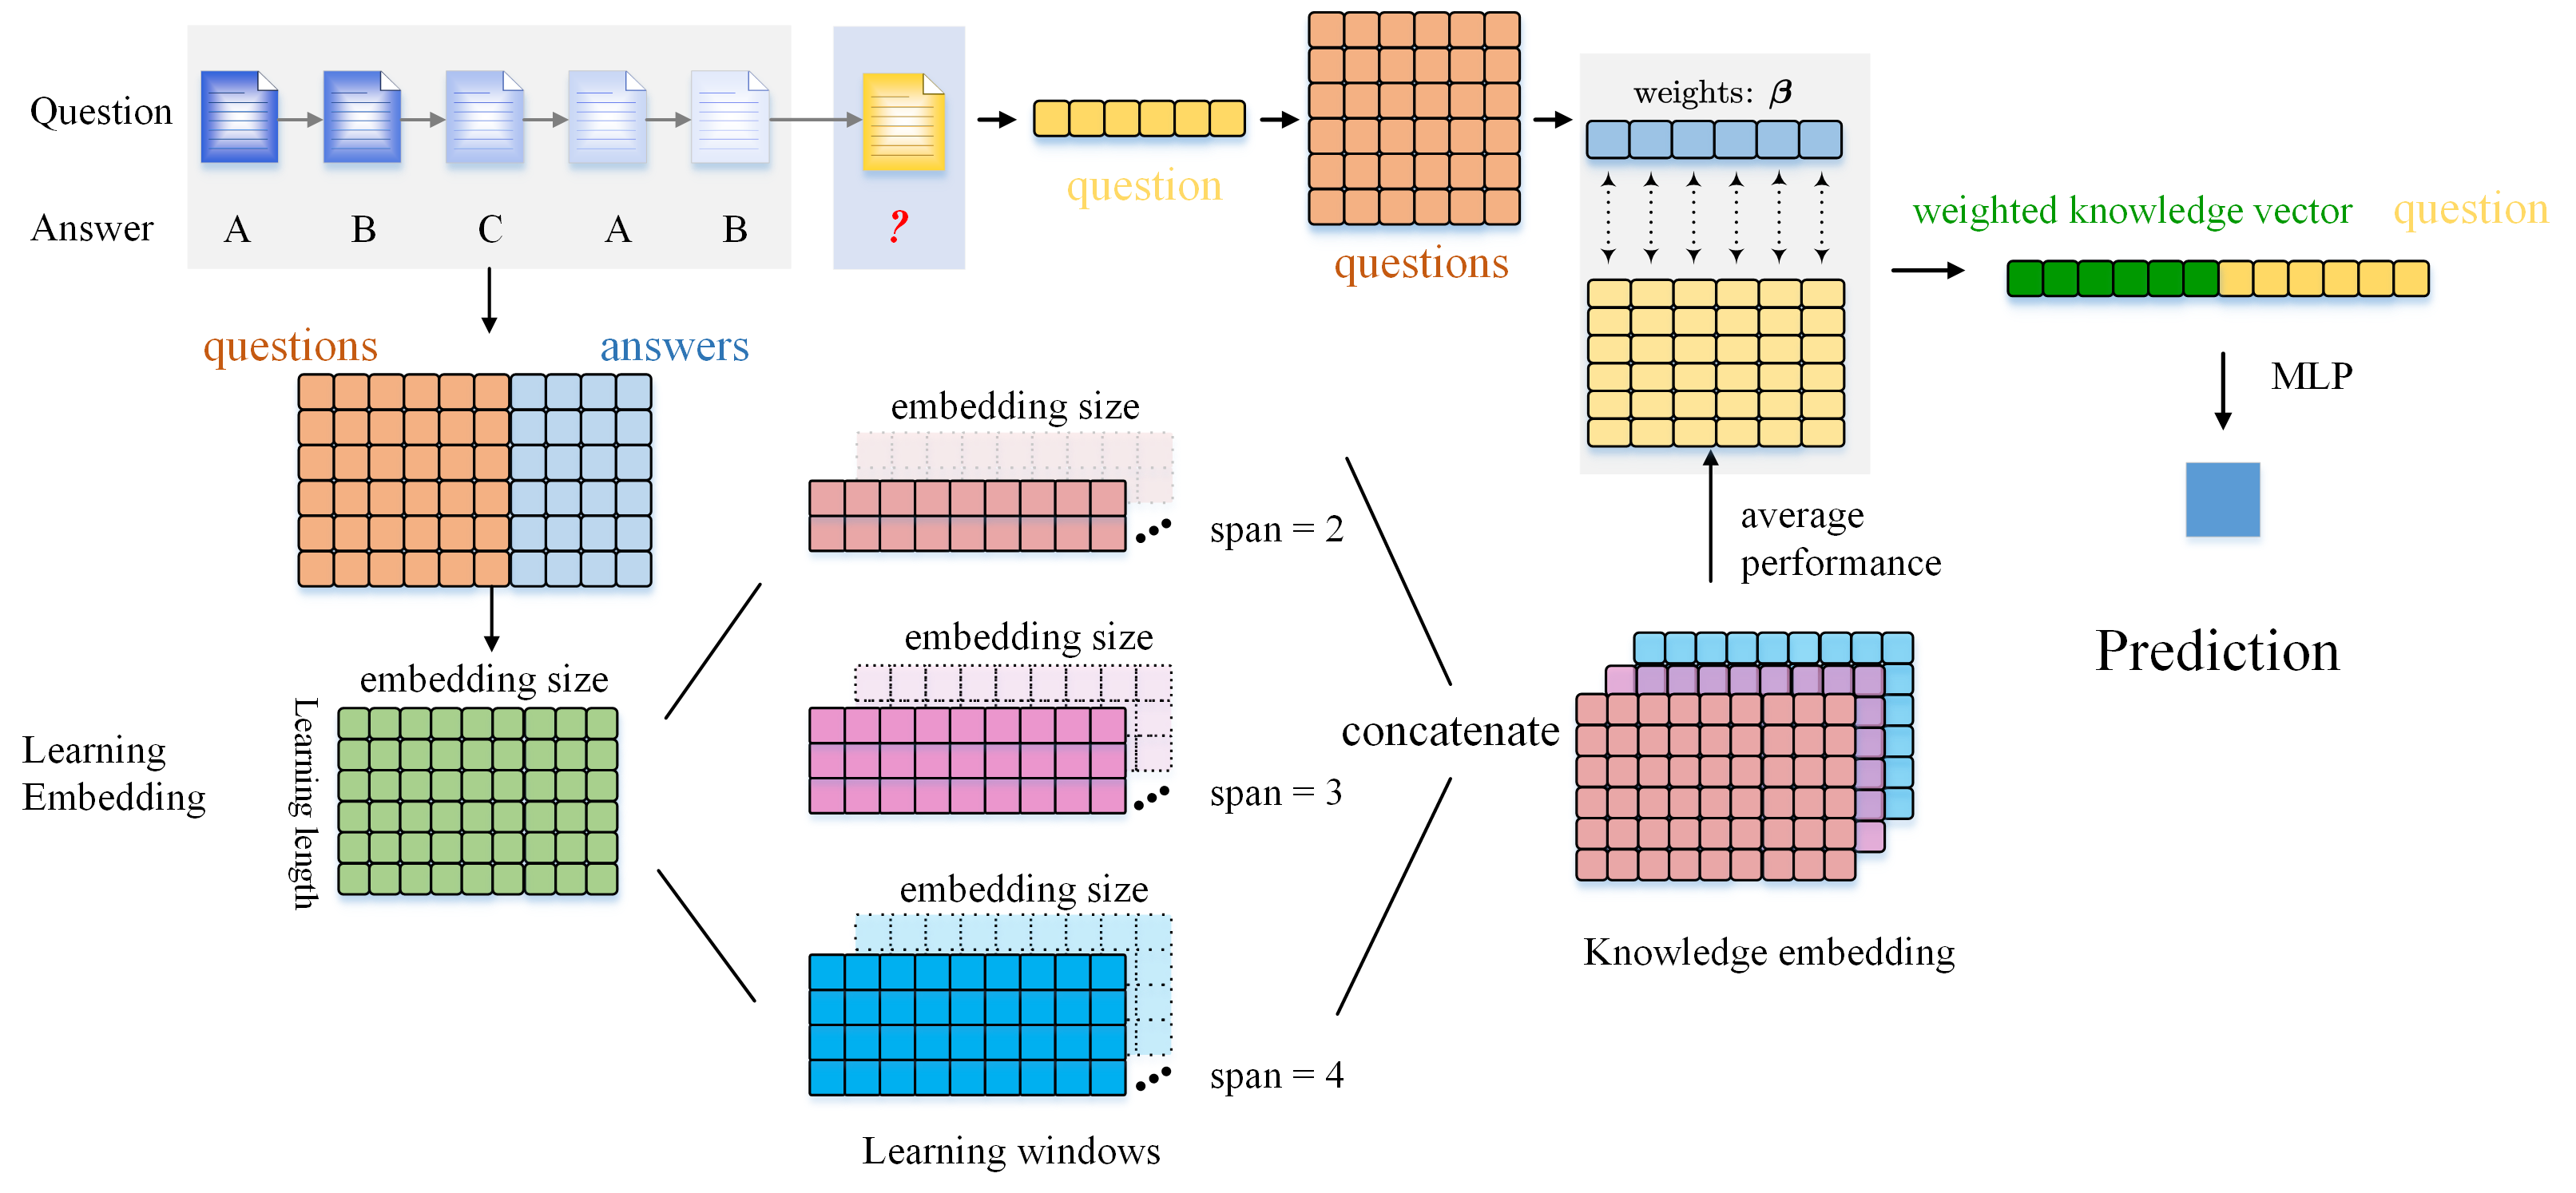 Question
Answer
A B C A B
?
question
questions
weights: β
weighted knowledge vector question
MLP
Prediction
questions answers
embedding size
Learning length
Learning
Embedding
embedding size
span = 2
embedding size
span = 3
embedding size
span = 4
Learning windows
concatenate
average
performance
Knowledge embedding